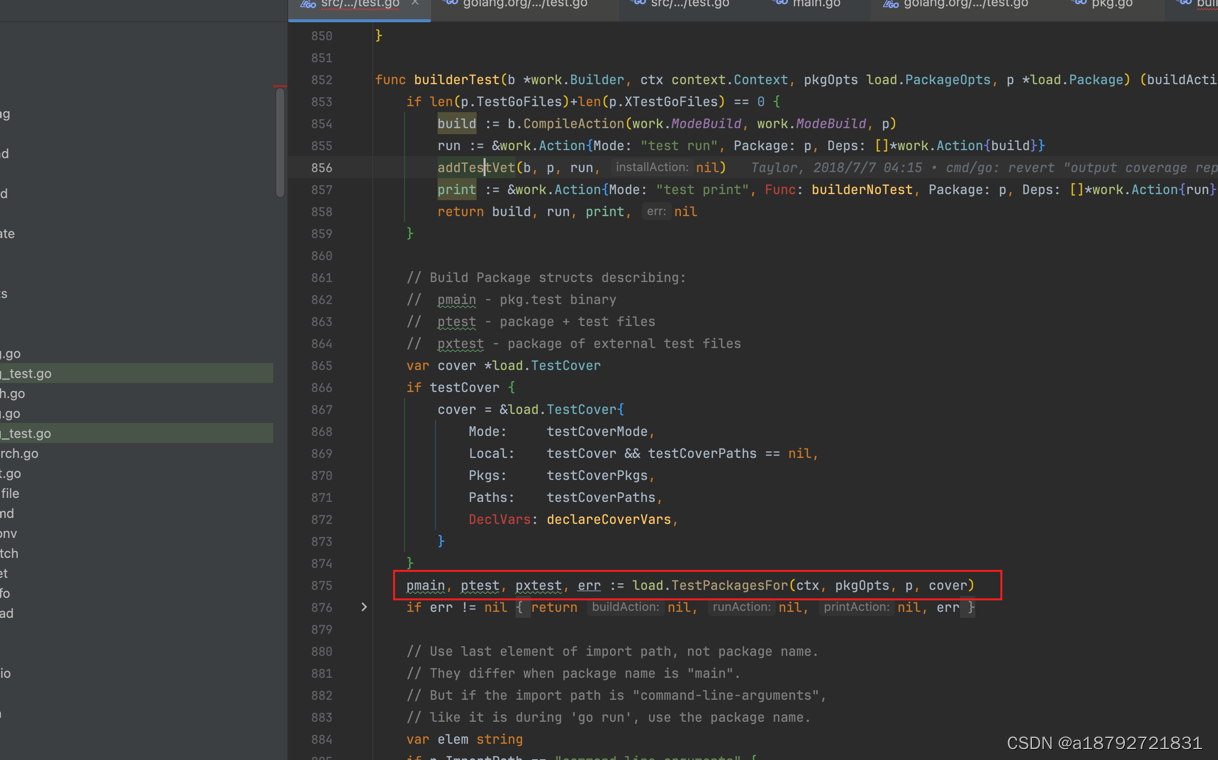 src/.../test.go × golang.org/.../test.go src/.../test.go main.go golang.org/.../test.go pkg.go
g.go
_test.go
h.go
g.go
_test.go
rch.go
t.go
file
md
tch
850 }
851
852 func builderTest(b *work.Builder, ctx context.Context, pkgOpts load.PackageOpts, p *load.Package) (buildActi
853 if len(p.TestGoFiles)+len(p.XTestGoFiles) == 0 {
854 build := b.CompileAction(work.ModeBuild, work.ModeBuild, p)
855 run := &work.Action{Mode: "test run", Package: p, Deps: []*work.Action{build}}
856 addTestVet(b, p, run, installAction: nil) Taylor, 2018/7/7 04:15 • cmd/go: revert "output coverage rep
857 print := &work.Action{Mode: "test print", Func: builderNoTest, Package: p, Deps: []*work.Action{run}
858 return build, run, print, err: nil
859 }
860
861 // Build Package structs describing:
862 // pmain - pkg.test binary
863 // ptest - package + test files
864 // pxtest - package of external test files
865 var cover *load.TestCover
866 if testCover {
867 cover = &load.TestCover{
868 Mode: testCoverMode,
869 Local: testCover && testCoverPaths == nil,
870 Pkgs: testCoverPkgs,
871 Paths: testCoverPaths,
872 DeclVars: declareCoverVars,
873 }
874 }
875 pmain, ptest, pxtest, err := load.TestPackagesFor(ctx, pkgOpts, p, cover)
876 if err != nil { return buildAction: nil, runAction: nil, printAction: nil, err }
879
880 // Use last element of import path, not package name.
881 // They differ when package name is "main".
882 // But if the import path is "command-line-arguments",
883 // like it is during 'go run', use the package name.
884 var elem string
CSDN @a18792721831